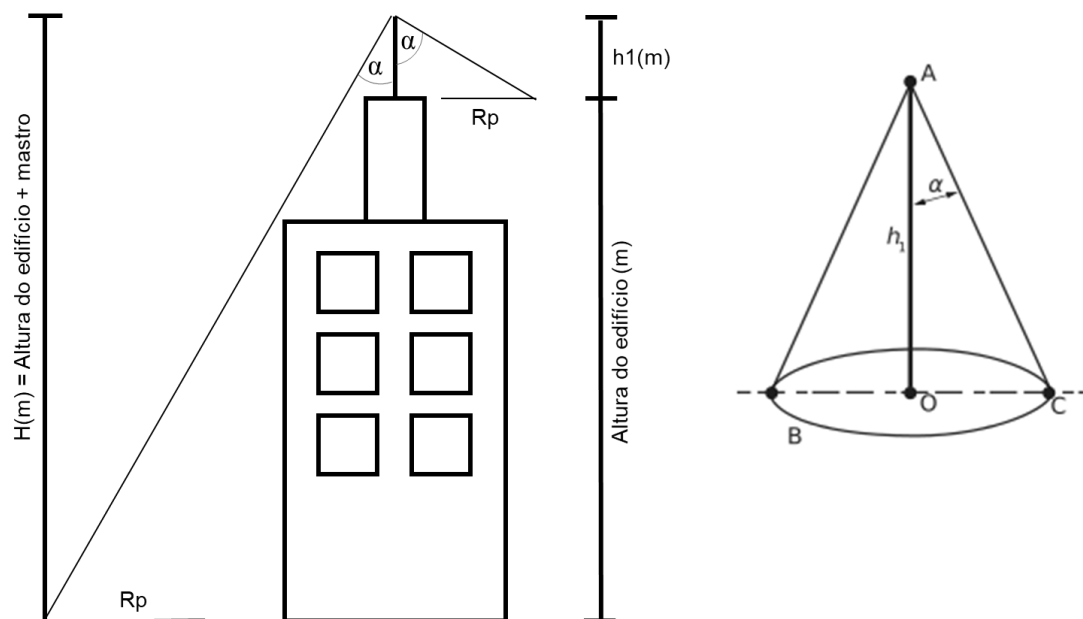 H(m) = Altura do edifício + mastro
α
α
Rp
Rp
h1(m)
Altura do edifício (m)
A
α
h1
O
C
B